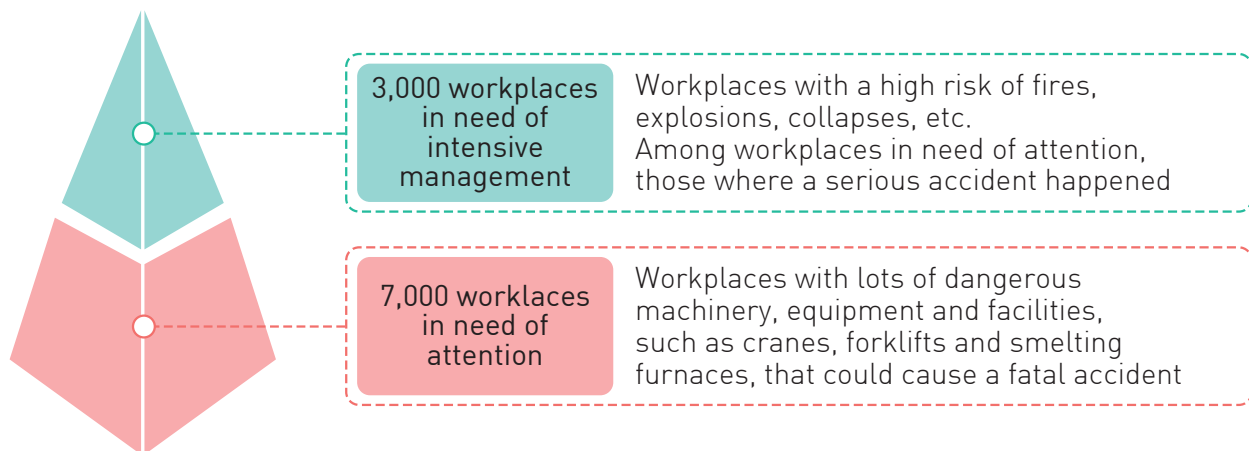 3,000 workplaces
in need of
intensive
management
Workplaces with a high risk of fires,
explosions, collapses, etc.
Among workplaces in need of attention,
those where a serious accident happened
7,000 worklaces
in need of
attention
Workplaces with lots of dangerous
machinery, equipment and facilities,
such as cranes, forklifts and smelting
furnaces, that could cause a fatal accident